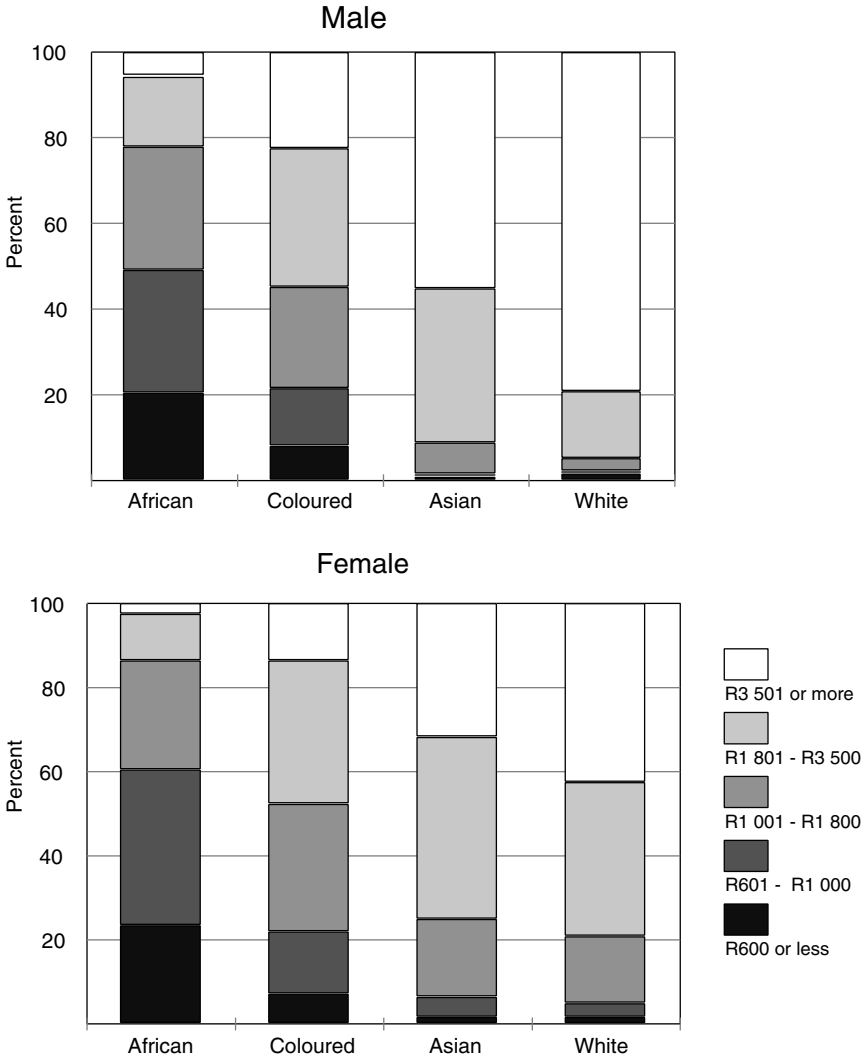 Male
100
80
60
40
20
Percent
African Coloured Asian White
Female
100
80
60
40
20
Percent
African Coloured Asian White
R3 501 or more
R1 801 - R3 500
R1 001 - R1 800
R601 - R1 000
R600 or less